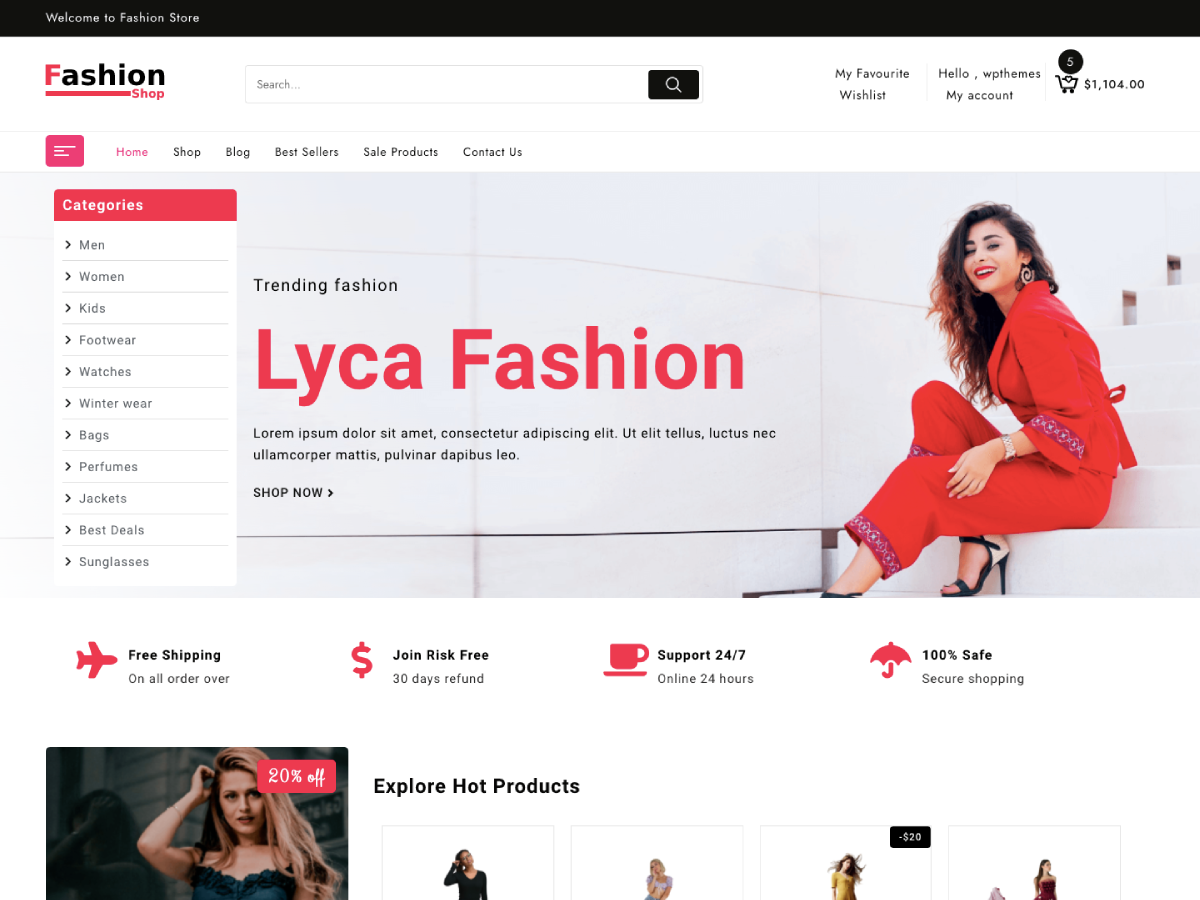 Welcome to Fashion Store
Fashion
Shop
Search...
My Favourite
Wishlist
Hello , wpthemes
My account
5
$1,104.00
Home
Shop
Blog
Best Sellers
Sale Products
Contact Us
Categories
Men
Women
Kids
Footwear
Watches
Winter wear
Bags
Perfumes
Jackets
Best Deals
Sunglasses
Trending fashion
Lyca Fashion
Lorem ipsum dolor sit amet, consectetur adipiscing elit. Ut elit tellus, luctus nec
ullamcorper mattis, pulvinar dapibus leo.
SHOP NOW
Free Shipping
On all order over
Join Risk Free
30 days refund
Support 24/7
Online 24 hours
100% Safe
Secure shopping
20% off
Explore Hot Products
-$20